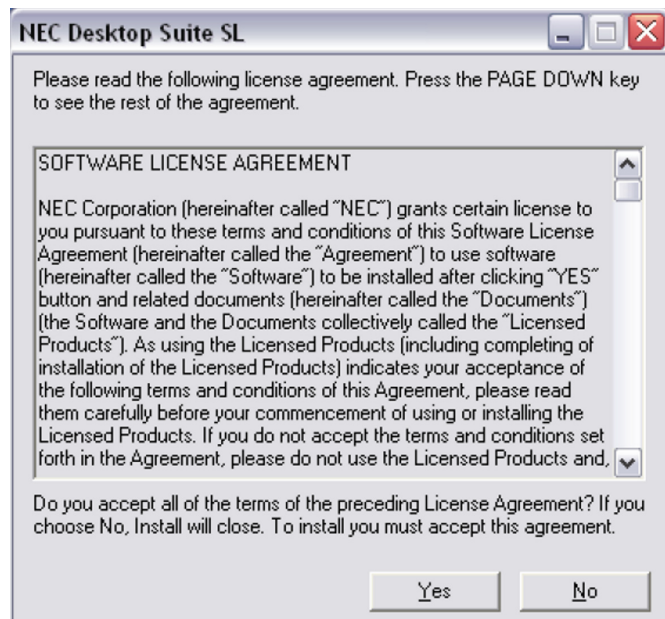 NEC Desktop Suite SL
Please read the following license agreement. Press the PAGE DOWN key
to see the rest of the agreement.
SOFTWARE LICENSE AGREEMENT
NEC Corporation (hereinafter called "NEC") grants certain license to
you pursuant to these terms and conditions of this Software License
Agreement (hereinafter called the "Agreement") to use software
(hereinafter called the "Software") to be installed after clicking "YES"
button and related documents (hereinafter called the "Documents")
(the Software and the Documents collectively called the "Licensed
Products"). As using the Licensed Products (including completing of
installation of the Licensed Products) indicates your acceptance of
the following terms and conditions of this Agreement, please read
them carefully before your commencement of using or installing the
Licensed Products. If you do not accept the terms and conditions set
forth in the Agreement, please do not use the Licensed Products and,
Do you accept all of the terms of the preceding License Agreement? If you
choose No, Install will close. To install you must accept this agreement.
Yes
No